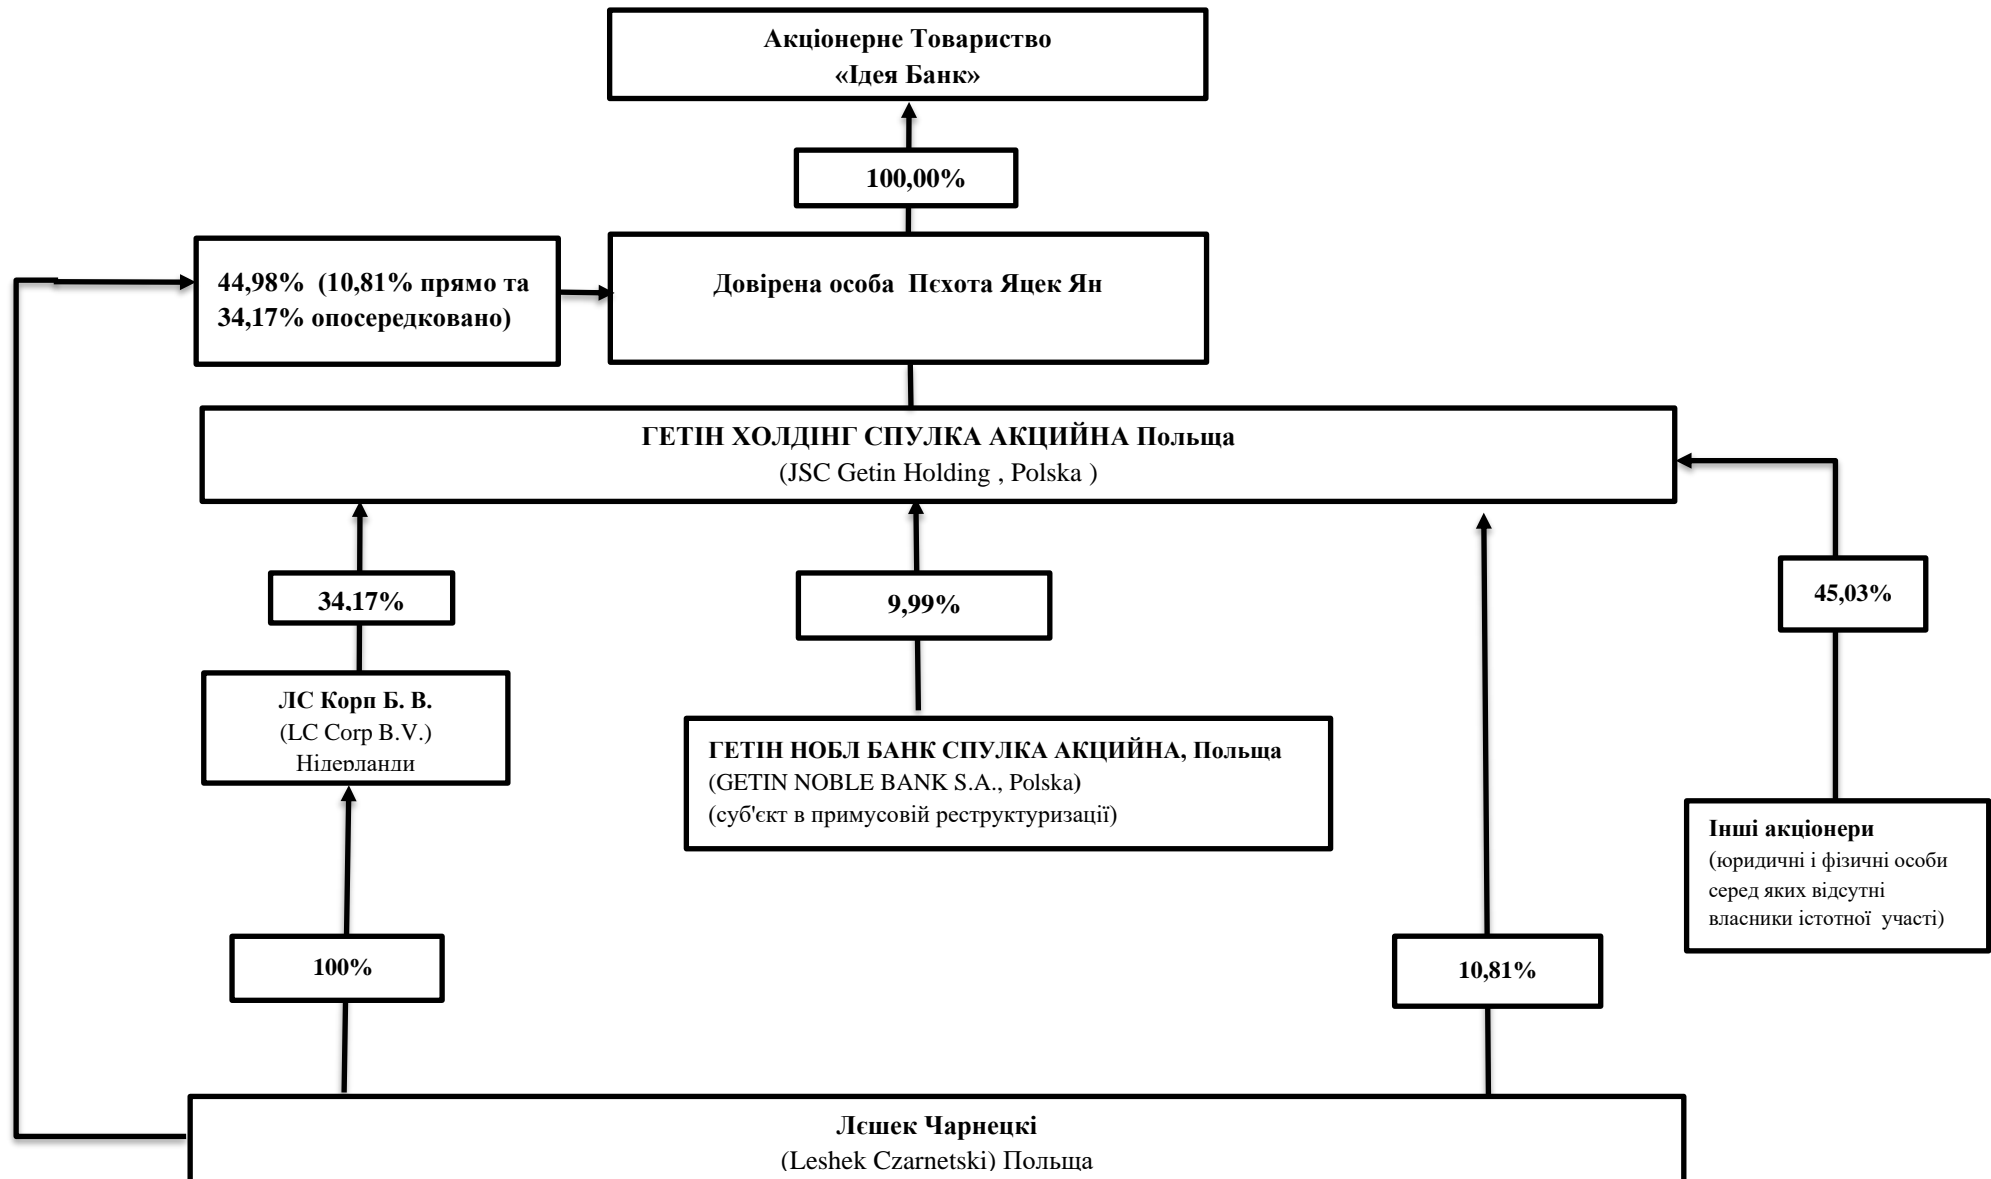 Акціонерне Товариство
«Ідея Банк»
100,00%
44,98% (10,81% прямо та
34,17% опосередковано)
Довірена особа Пєхота Яцек Ян
ГЕТІН ХОЛДІНГ СПУЛКА АКЦИЙНА Польща
(JSC Getin Holding , Polska )
34,17%
9,99%
45,03%
ЛС Корп Б. В.
(LC Corp B.V.)
Нідерланди
ГЕТІН НОБЛ БАНК СПУЛКА АКЦИЙНА, Польща
(GETIN NOBLE BANK S.A., Polska)
(суб'єкт в примусовій реструктуризації)
Інші акціонери
(юридичні і фізичні особи
серед яких відсутні
власники істотної участі)
100%
10,81%
Лєшек Чарнецкі
(Leshek Czarnetski) Польща